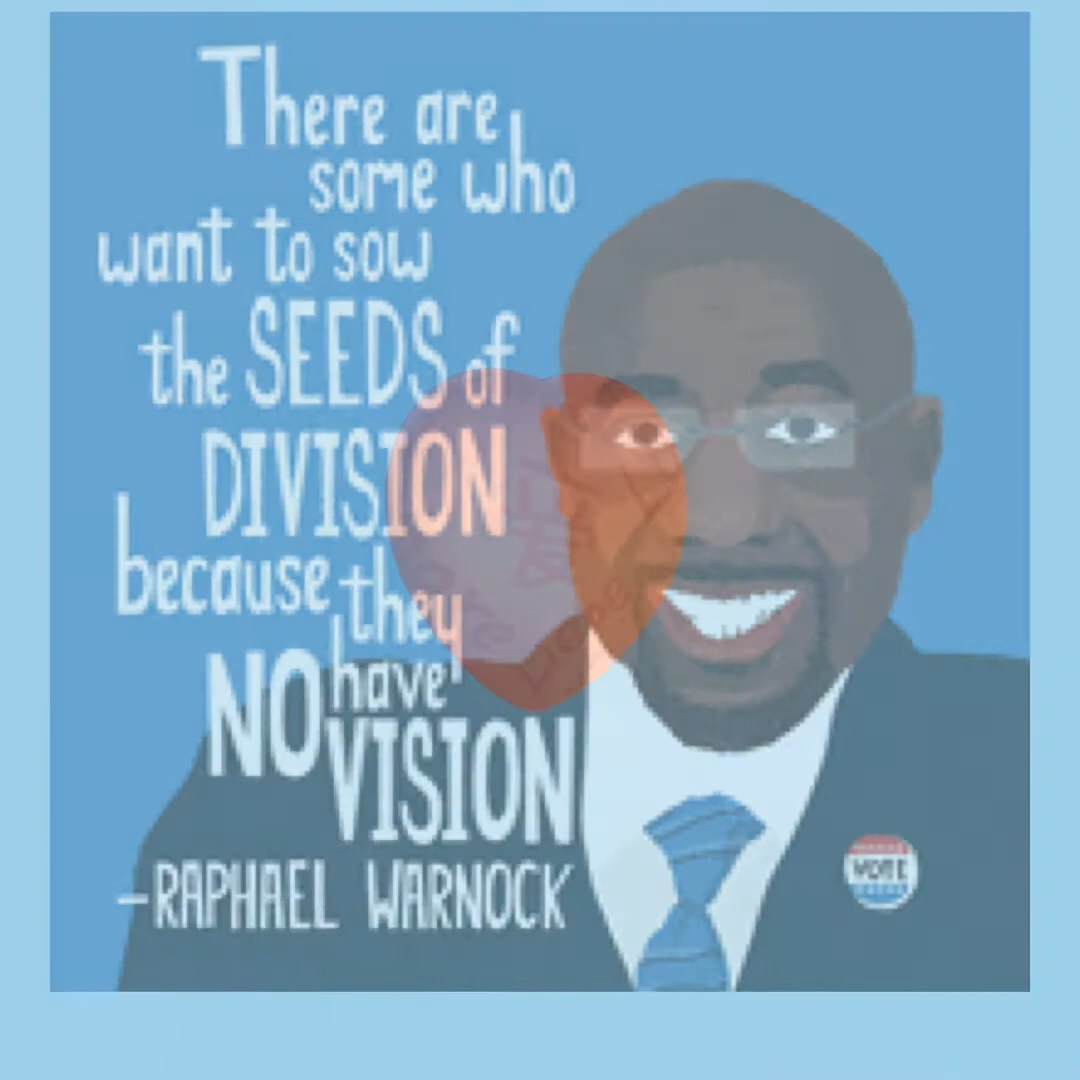 There are
some who
want to sow
the SEEDS of
DIVISION
because they
have
NO VISION
-RAPHAEL WARNOCK
VOTE